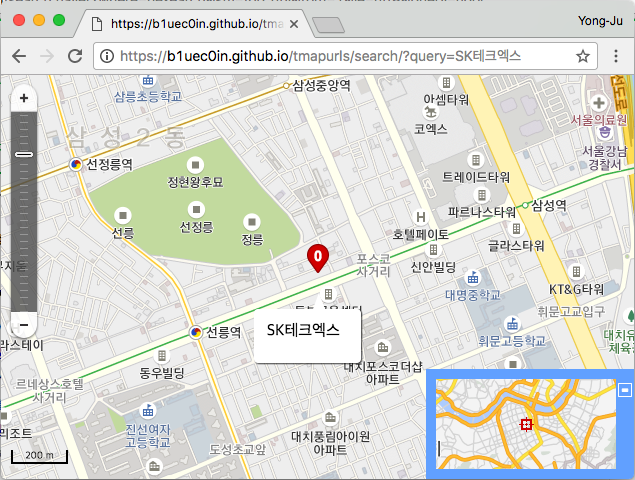 https://b1uec0in.github.io/tma
Yong-Ju
https://b1uec0in.github.io/tmapurls/search/?query=SK테크엑스
삼릉초등학교
삼성중앙역
아셈타워
코엑스
서울의료원
삼성2동
선정릉역
정현왕후묘
트레이드타워
서울강남
경찰서
선릉
선정릉
정릉
파르나스타워
삼성역
호텔페이토
글라스타워
0
포스코
사거리
신안빌딩
KT&G타워
대명중학교
휘문고교입구
SK테크엑스
선릉역
휘문고등학교
동우빌딩
대치포스코더샵
아파트
르네상스호텔
사거리
진선여자
고등학교
도성초교앞
대치풍림아이원
아파트
200 m